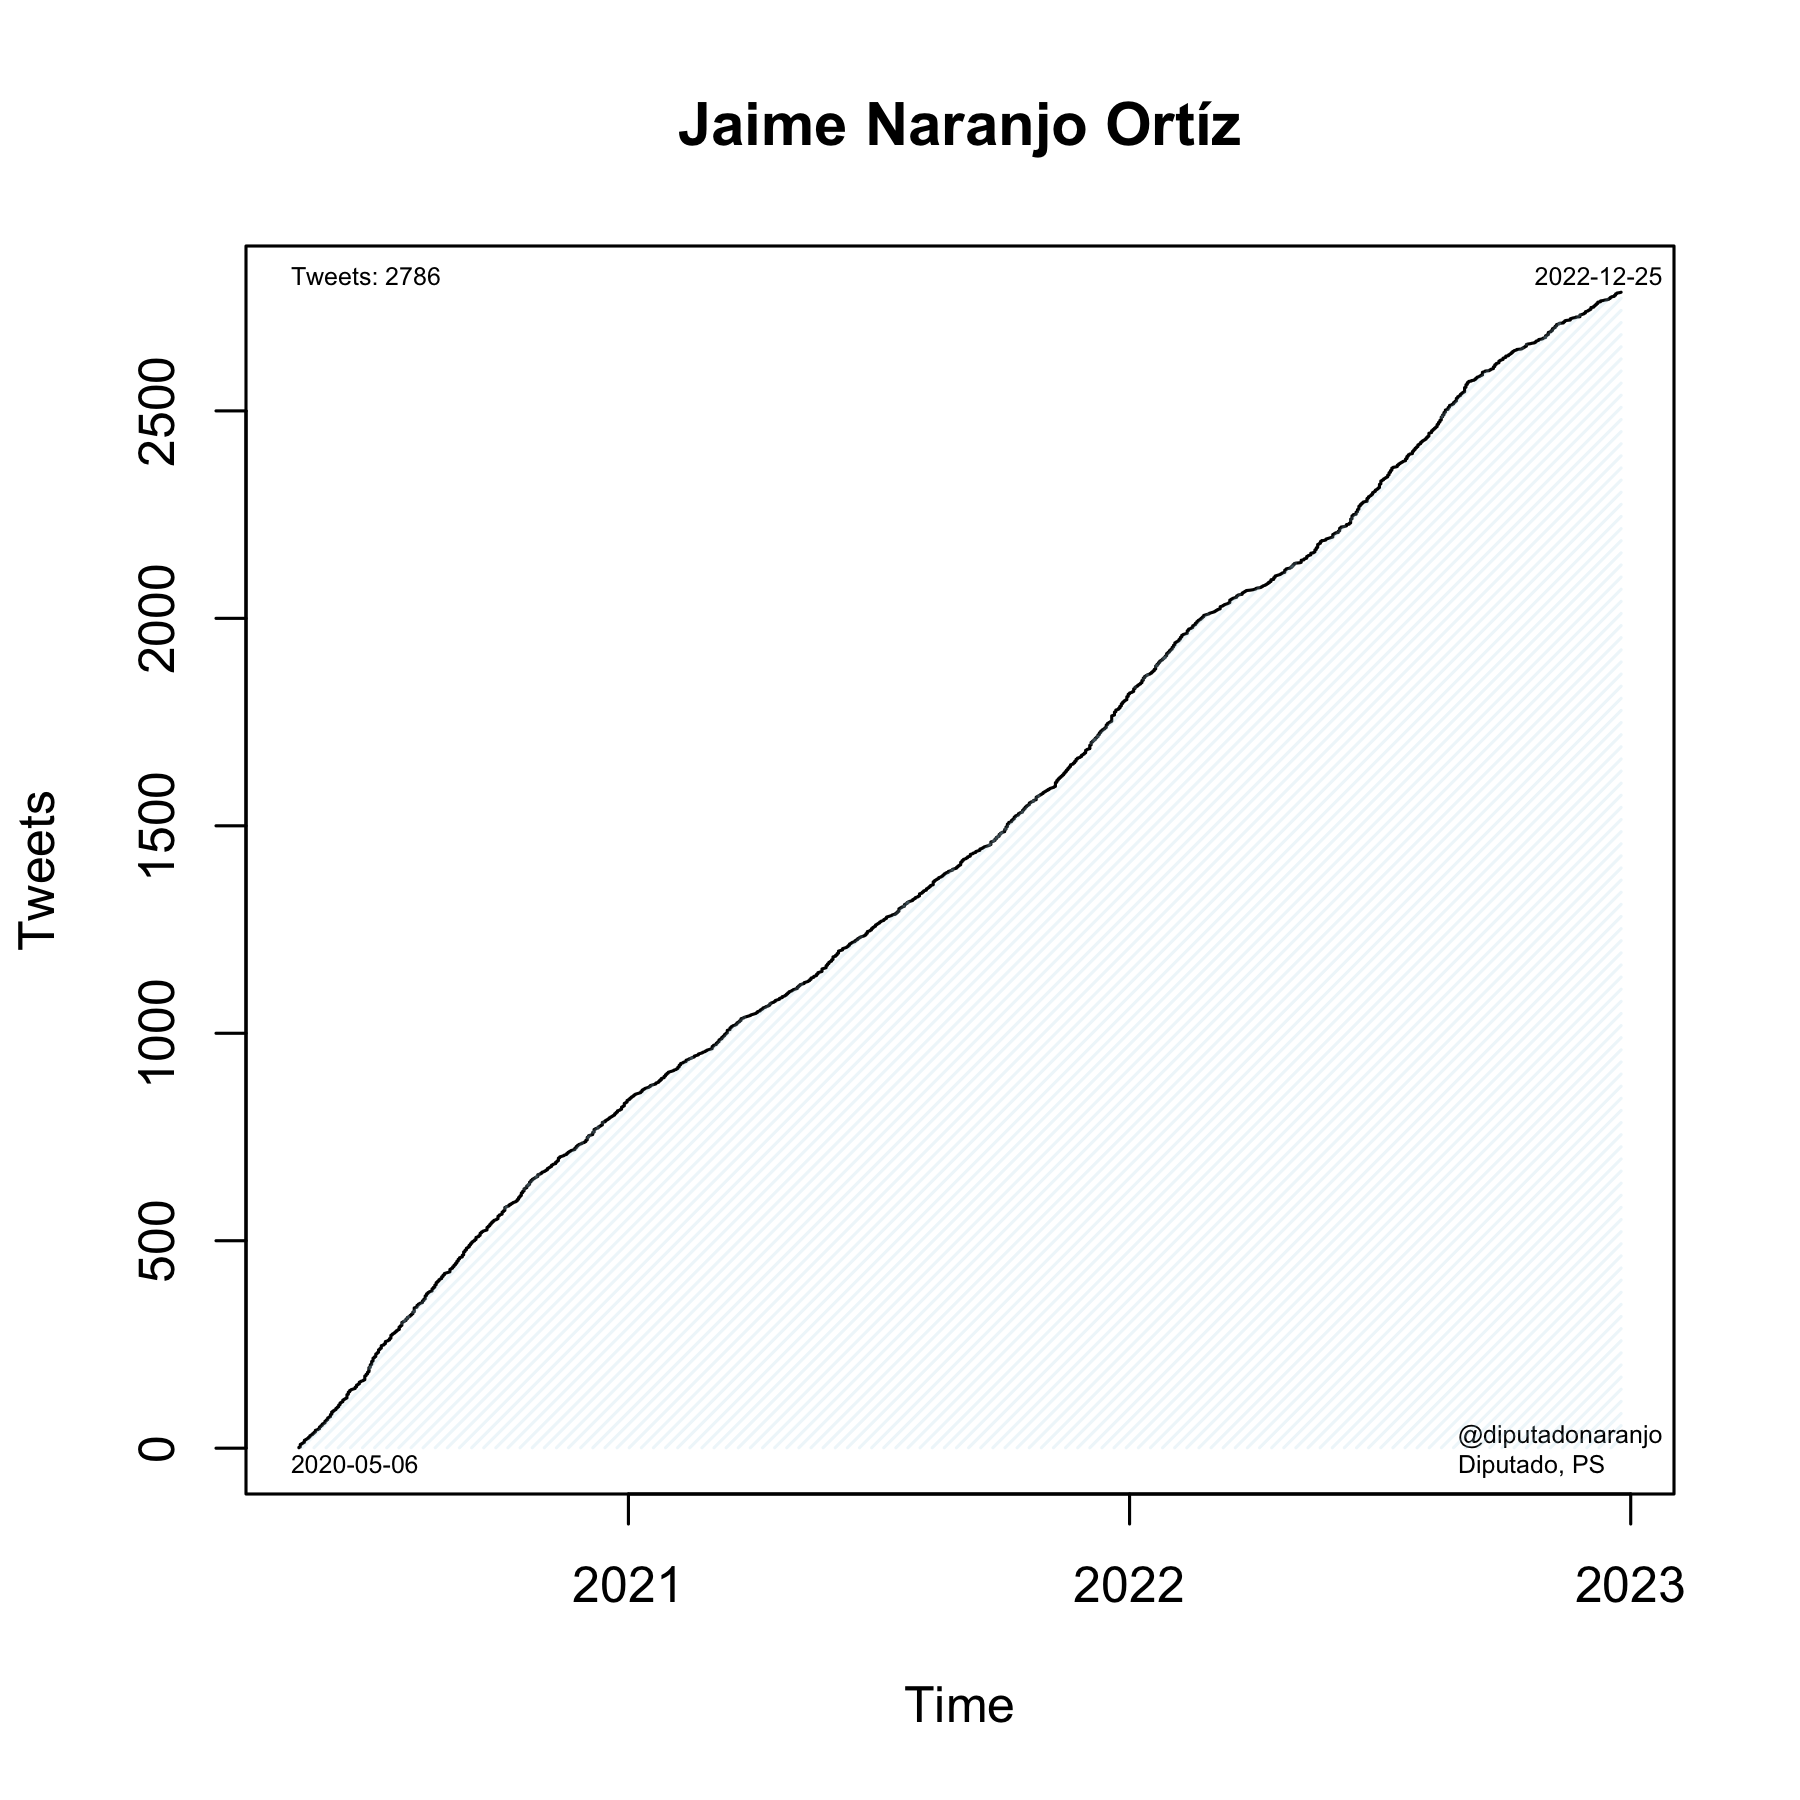 Jaime Naranjo Ortíz
Tweets: 2786
2022-12-25
Tweets
2500
2000
1500
1000
500
0
2020-05-06
@diputadonaranjo
Diputado, PS
2021
2022
2023
Time